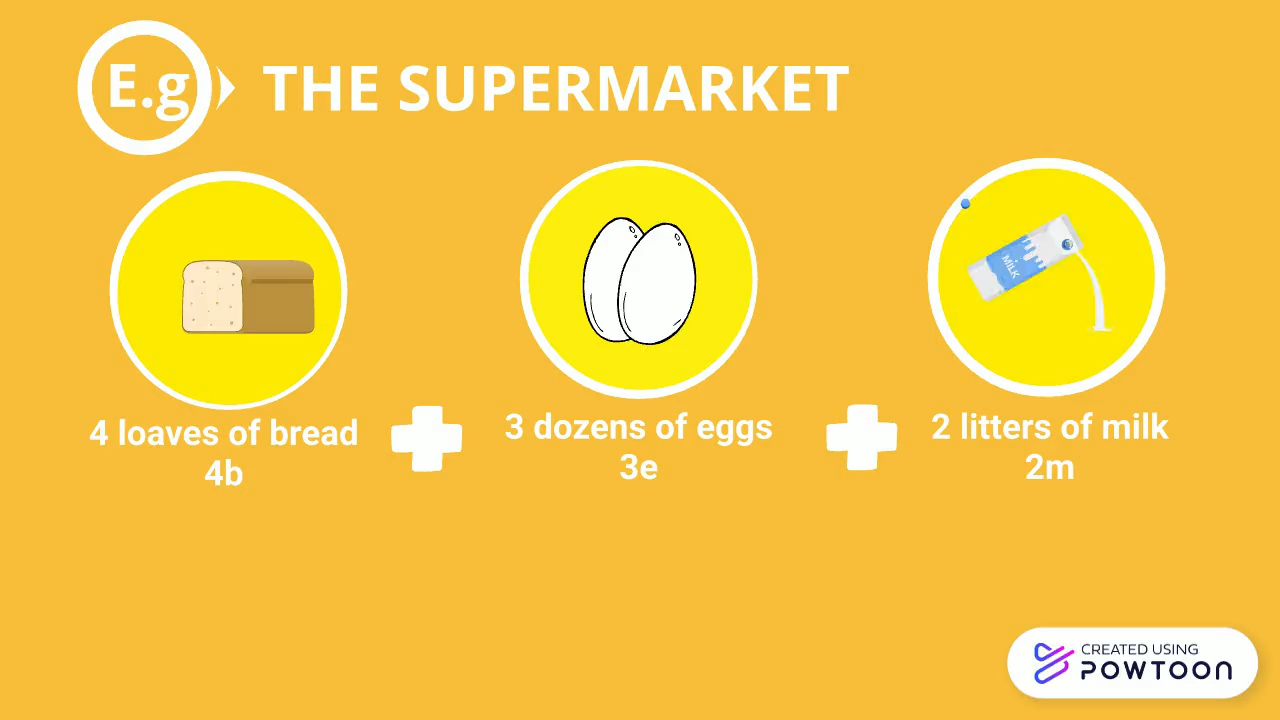 E.g
THE SUPERMARKET
MILK
4 loaves of bread
4b
3 dozens of eggs
3e
2 litters of milk
2m
CREATED USING
POWTOON